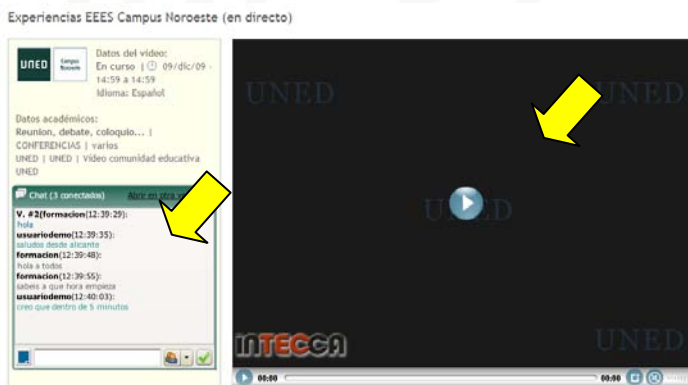 Experiencias EEES Campus Noroeste (en directo)
UNED
Campus
Noroeste
Datos del vídeo:
En curso | 09/dic/09 -
14:59 a 14:59
Idioma: Español
Datos académicos:
Reunion, debate, coloquio... |
CONFERENCIAS | varios
UNED | UNED | Vídeo comunidad educativa
UNED
Chat (3 conectados) Abrir en otra
V. #2(formacion(12:39:29):
hola
usuariodemo(12:39:35):
saludos desde alicante
formacion(12:39:48):
hola a todos
formacion(12:39:55):
sabeis a que hora empieza
usuariodemo(12:40:03):
creo que dentro de 5 minutos
UNED
UNED
UNED
UNED
INTECCA
00:00
00:00